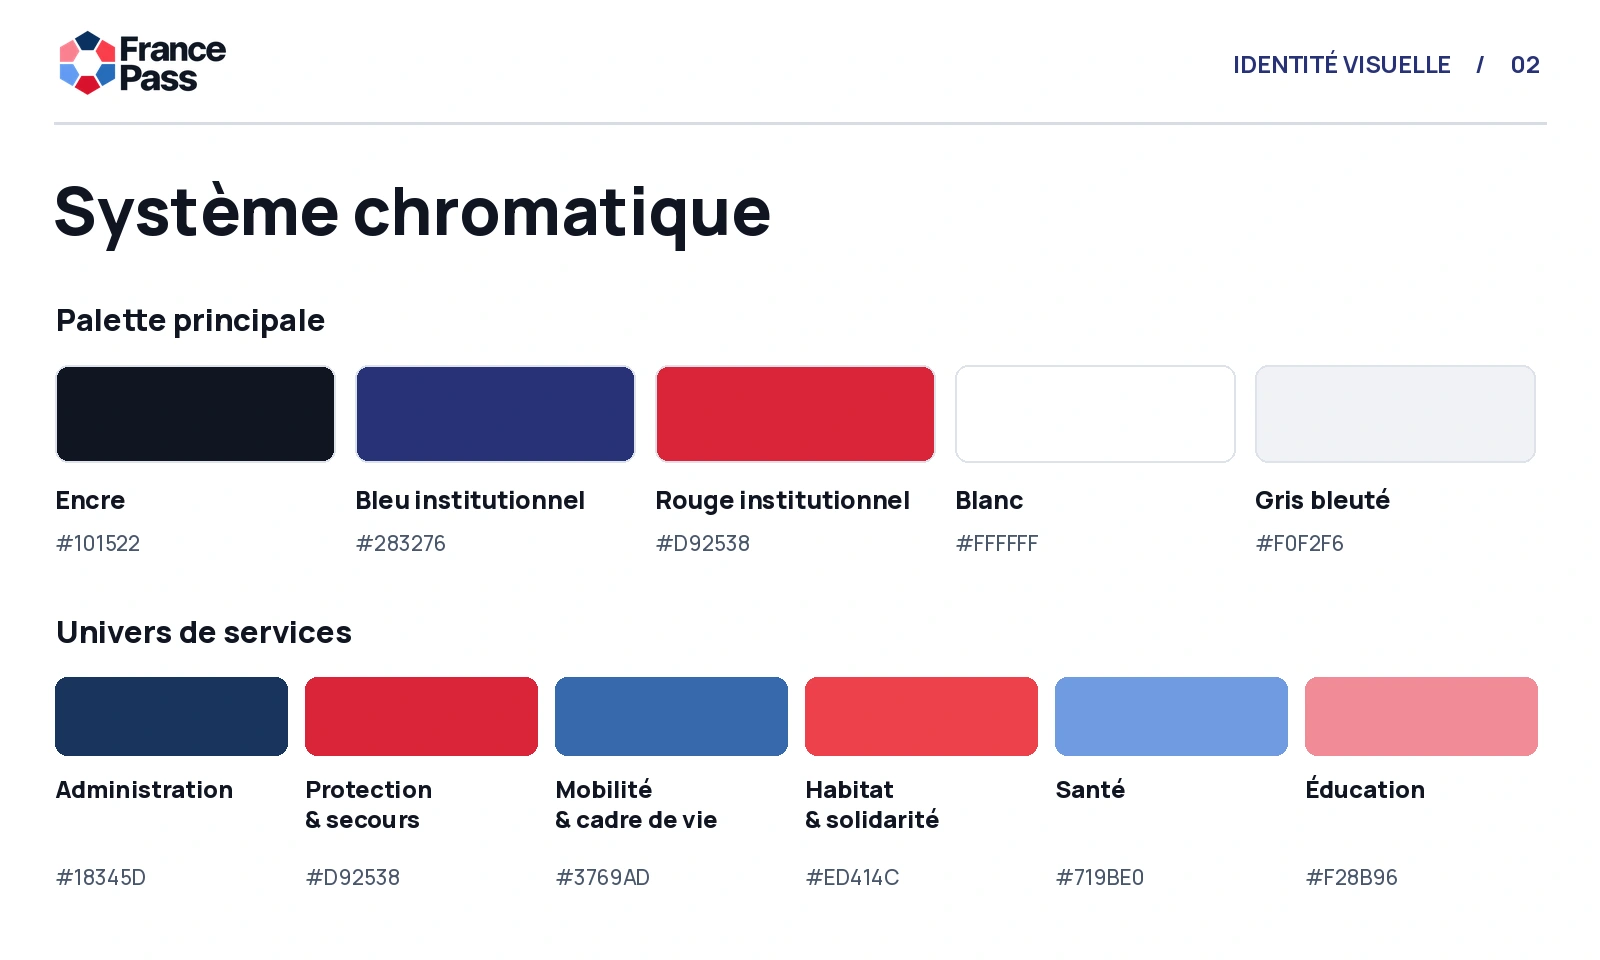 France
Pass
IDENTITÉ VISUELLE / 02
Système chromatique
Palette principale
Encre
Bleu institutionnel
Rouge institutionnel
Blanc
Gris bleuté
#101522
#283276
#D92538
#FFFFFF
#F0F2F6
Univers de services
Administration
Protection
& secours
Mobilité
& cadre de vie
Habitat
& solidarité
Santé
Éducation
#18345D
#D92538
#3769AD
#ED414C
#719BE0
#F28B96